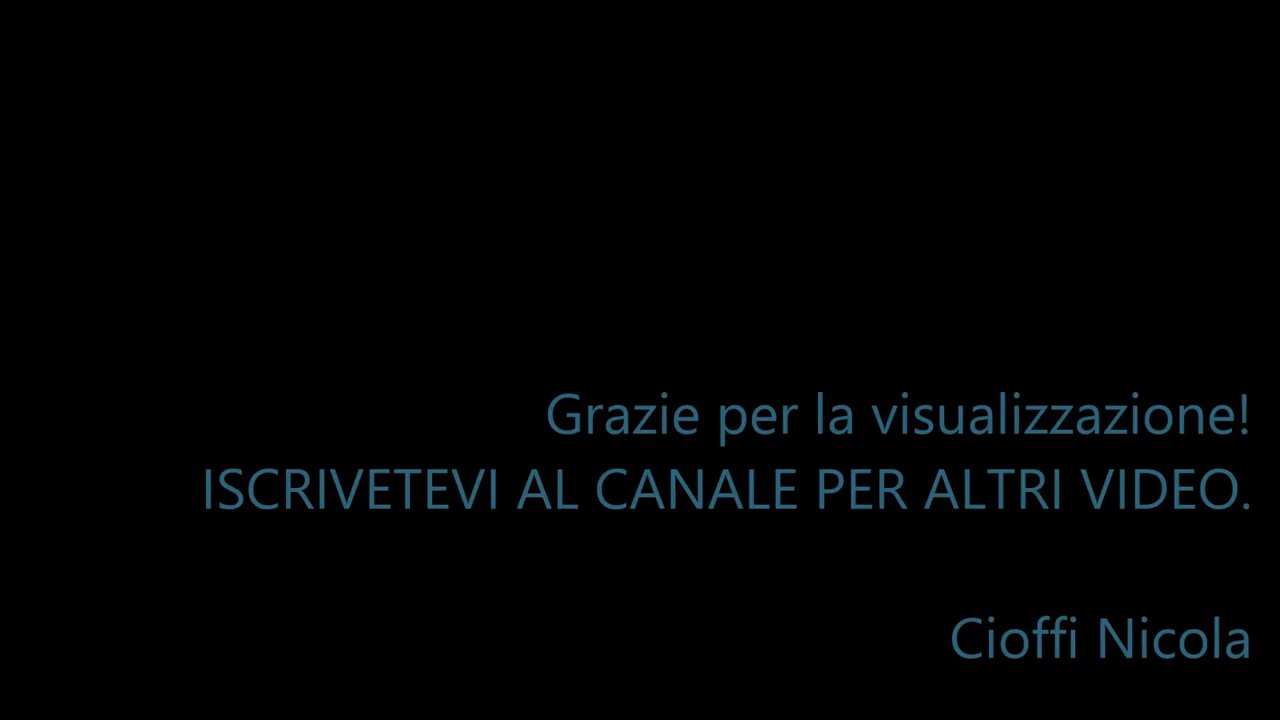 Grazie per la visualizzazione!
ISCRIVETEVI AL CANALE PER ALTRI VIDEO.
Cioffi Nicola